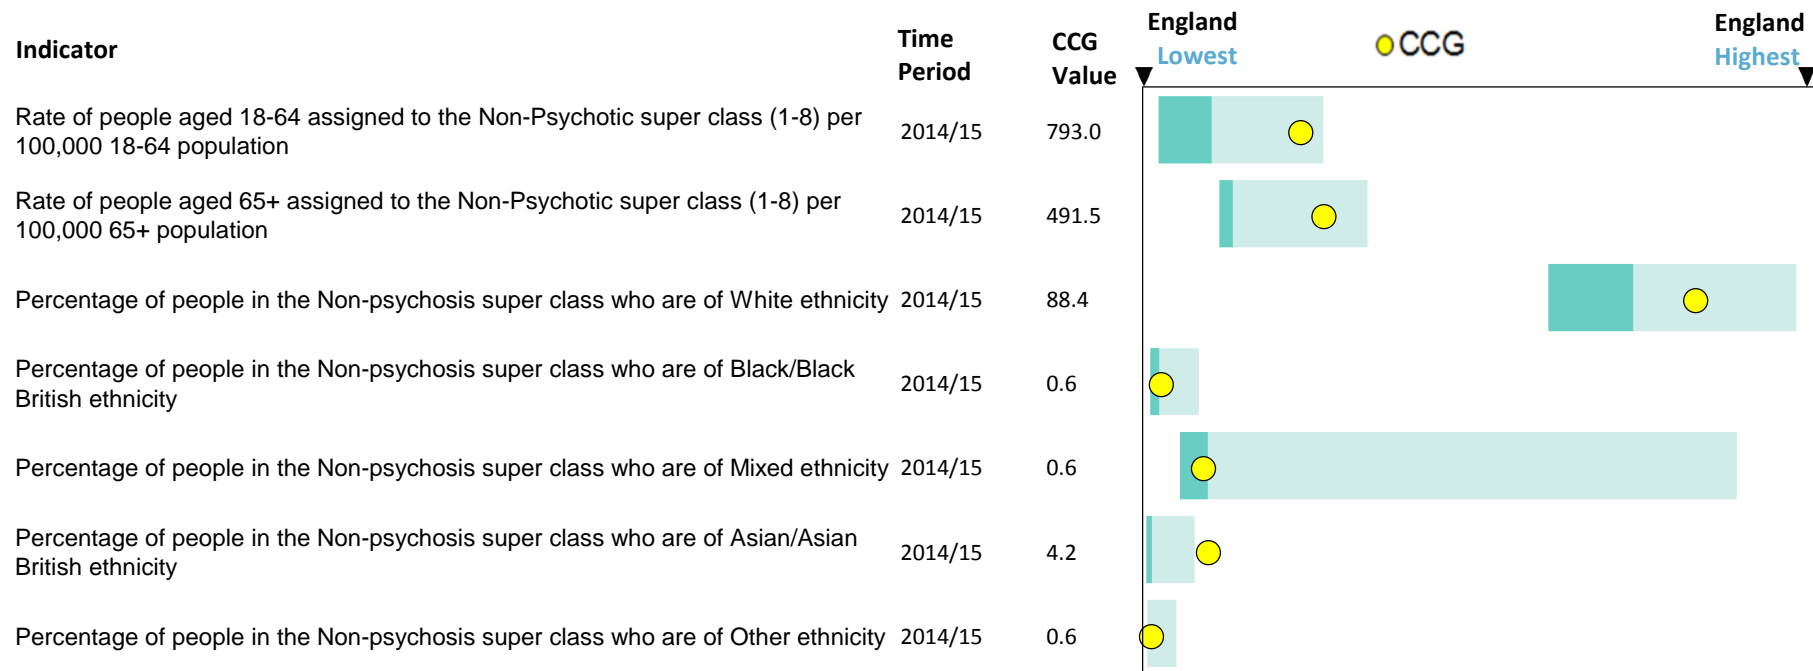 Indicator
Time
Period
CCG
Value
England
Lowest
CCG
England
Highest
Rate of people aged 18-64 assigned to the Non-Psychotic super class (1-8) per
100,000 18-64 population
2014/15
793.0
Rate of people aged 65+ assigned to the Non-Psychotic super class (1-8) per
100,000 65+ population
2014/15
491.5
Percentage of people in the Non-psychosis super class who are of White ethnicity
2014/15
88.4
Percentage of people in the Non-psychosis super class who are of Black/Black
British ethnicity
2014/15
0.6
Percentage of people in the Non-psychosis super class who are of Mixed ethnicity
2014/15
0.6
Percentage of people in the Non-psychosis super class who are of Asian/Asian
British ethnicity
2014/15
4.2
Percentage of people in the Non-psychosis super class who are of Other ethnicity
2014/15
0.6